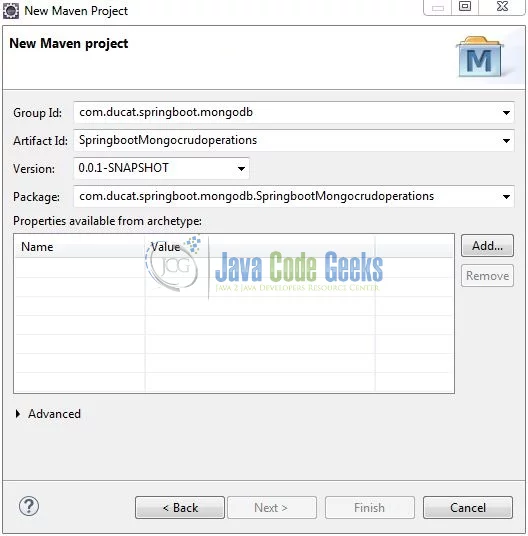 New Maven Project
New Maven project
M
Group Id: com.ducat.springboot.mongodb
Artifact Id: SpringbootMongocrudoperations
Version: 0.0.1-SNAPSHOT
Package: com.ducat.springboot.mongodb.SpringbootMongocrudoperations
Properties available from archetype:
Name Value
Add...
Remove
JCG Java Code Geeks
JAVA 2 JAVA DEVELOPERS RESOURCE CENTER
Advanced
? < Back Next > Finish Cancel